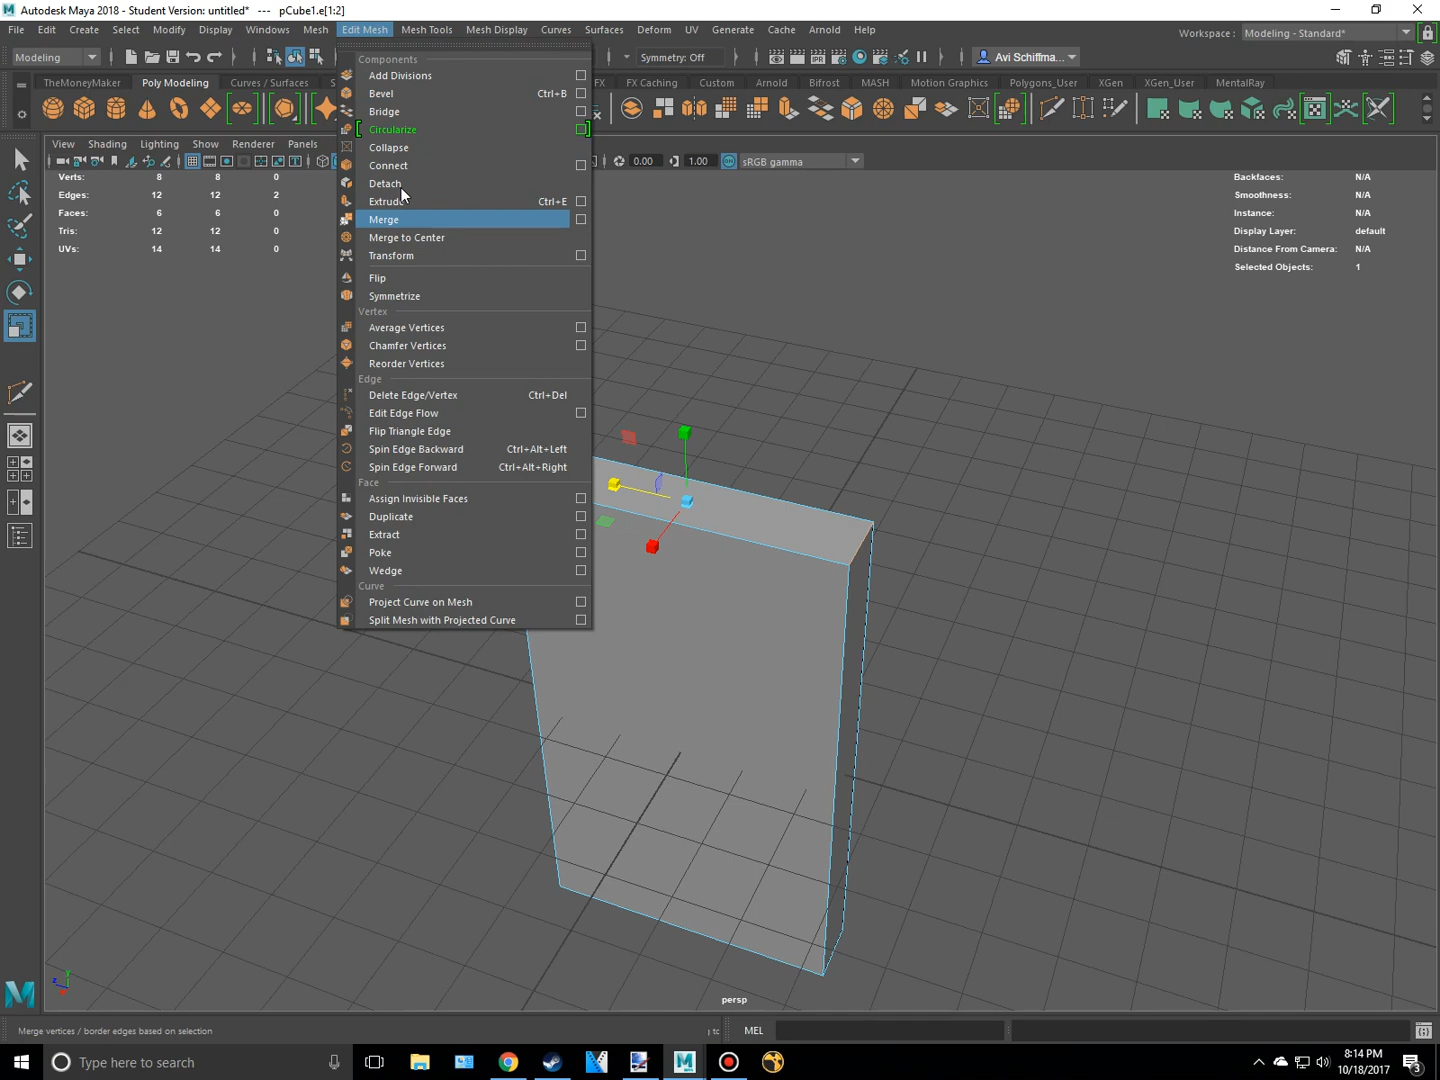 Autodesk Maya 2018 - Student Version: untitled*   ---   pCube1.e[1:2]
File Edit Create Select Modify Display Windows Mesh Edit Mesh Mesh Tools Mesh Display Curves Surfaces Deform UV Generate Cache Arnold Help Workspace : Modeling - Standard*
Modeling Symmetry: Off Avi Schiffma...
TheMoneyMaker Poly Modeling Curves / Surfaces S FX FX Caching Custom Arnold Bifrost MASH Motion Graphics Polygons_User XGen XGen_User MentalRay
View Shading Lighting Show Renderer Panels
0.00 1.00 sRGB gamma
Verts: 8 8 0
Edges: 12 12 2
Faces: 6 6 0
Tris: 12 12 0
UVs: 14 14 0
Components
Add Divisions
Bevel Ctrl+B
Bridge
Circularize
Collapse
Connect
Detach
Extrude Ctrl+E
Merge
Merge to Center
Transform
Flip
Symmetrize
Vertex
Average Vertices
Chamfer Vertices
Reorder Vertices
Edge
Delete Edge/Vertex Ctrl+Del
Edit Edge Flow
Flip Triangle Edge
Spin Edge Backward Ctrl+Alt+Left
Spin Edge Forward Ctrl+Alt+Right
Face
Assign Invisible Faces
Duplicate
Extract
Poke
Wedge
Curve
Project Curve on Mesh
Split Mesh with Projected Curve
Backfaces: N/A
Smoothness: N/A
Instance: N/A
Display Layer: default
Distance From Camera: N/A
Selected Objects: 1
persp
Merge vertices / border edges based on selection
MEL
Type here to search
8:14 PM
10/18/2017
3